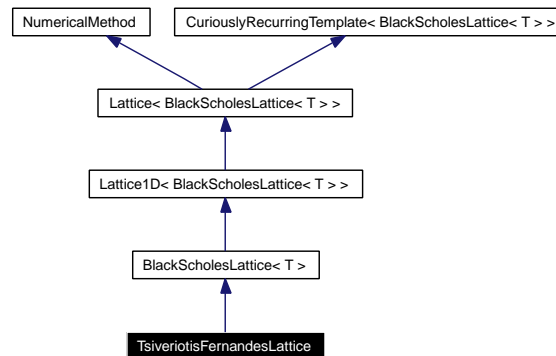 NumericalMethod
CuriouslyRecurringTemplate< BlackScholesLattice< T > >
Lattice< BlackScholesLattice< T > >
Lattice1D< BlackScholesLattice< T > >
BlackScholesLattice< T >
TsiveriotisFernandesLattice